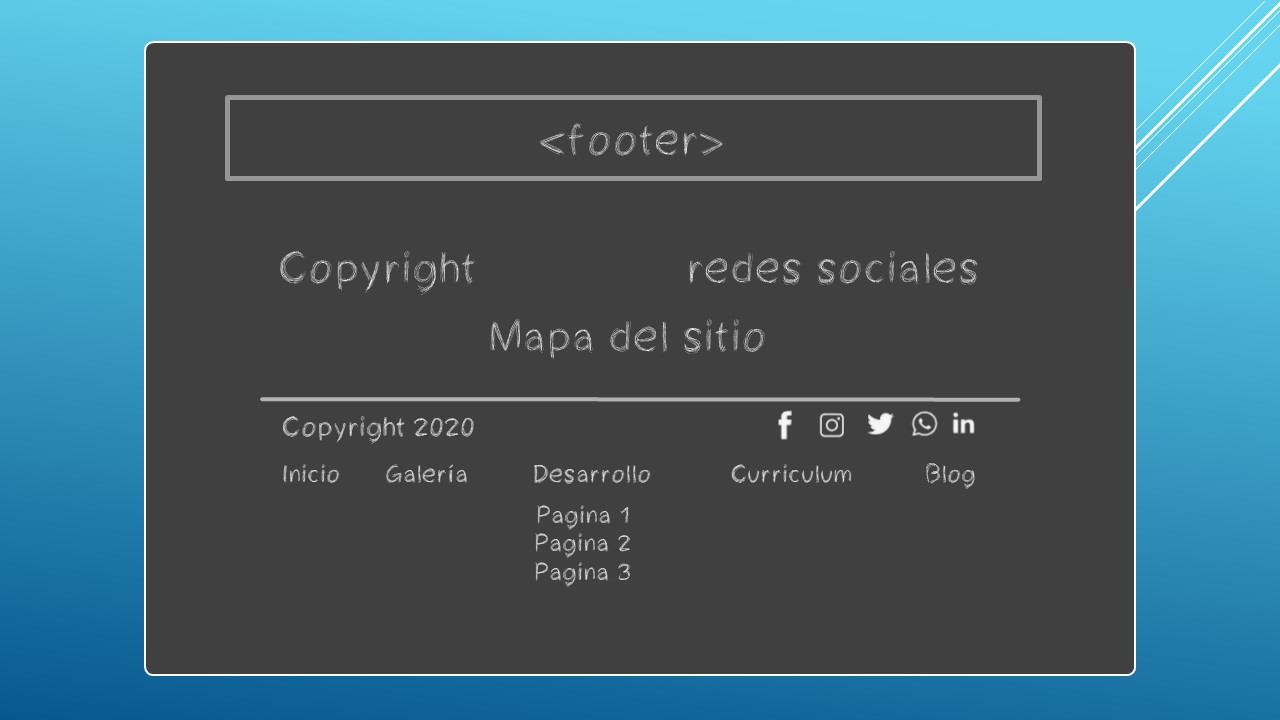 <footer>
Copyright redes sociales
Mapa del sitio
Copyright 2020
Inicio Galería Desarrollo Curriculum Blog
Pagina 1
Pagina 2
Pagina 3